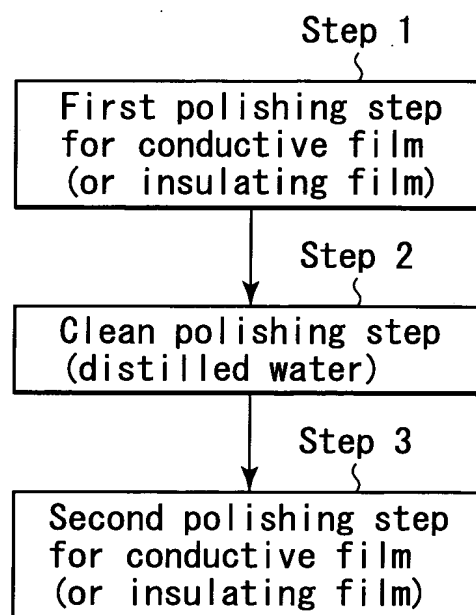 Step 1
First polishing step
for conductive film
(or insulating film)
Step 2
Clean polishing step
(distilled water)
Step 3
Second polishing step
for conductive film
(or insulating film)